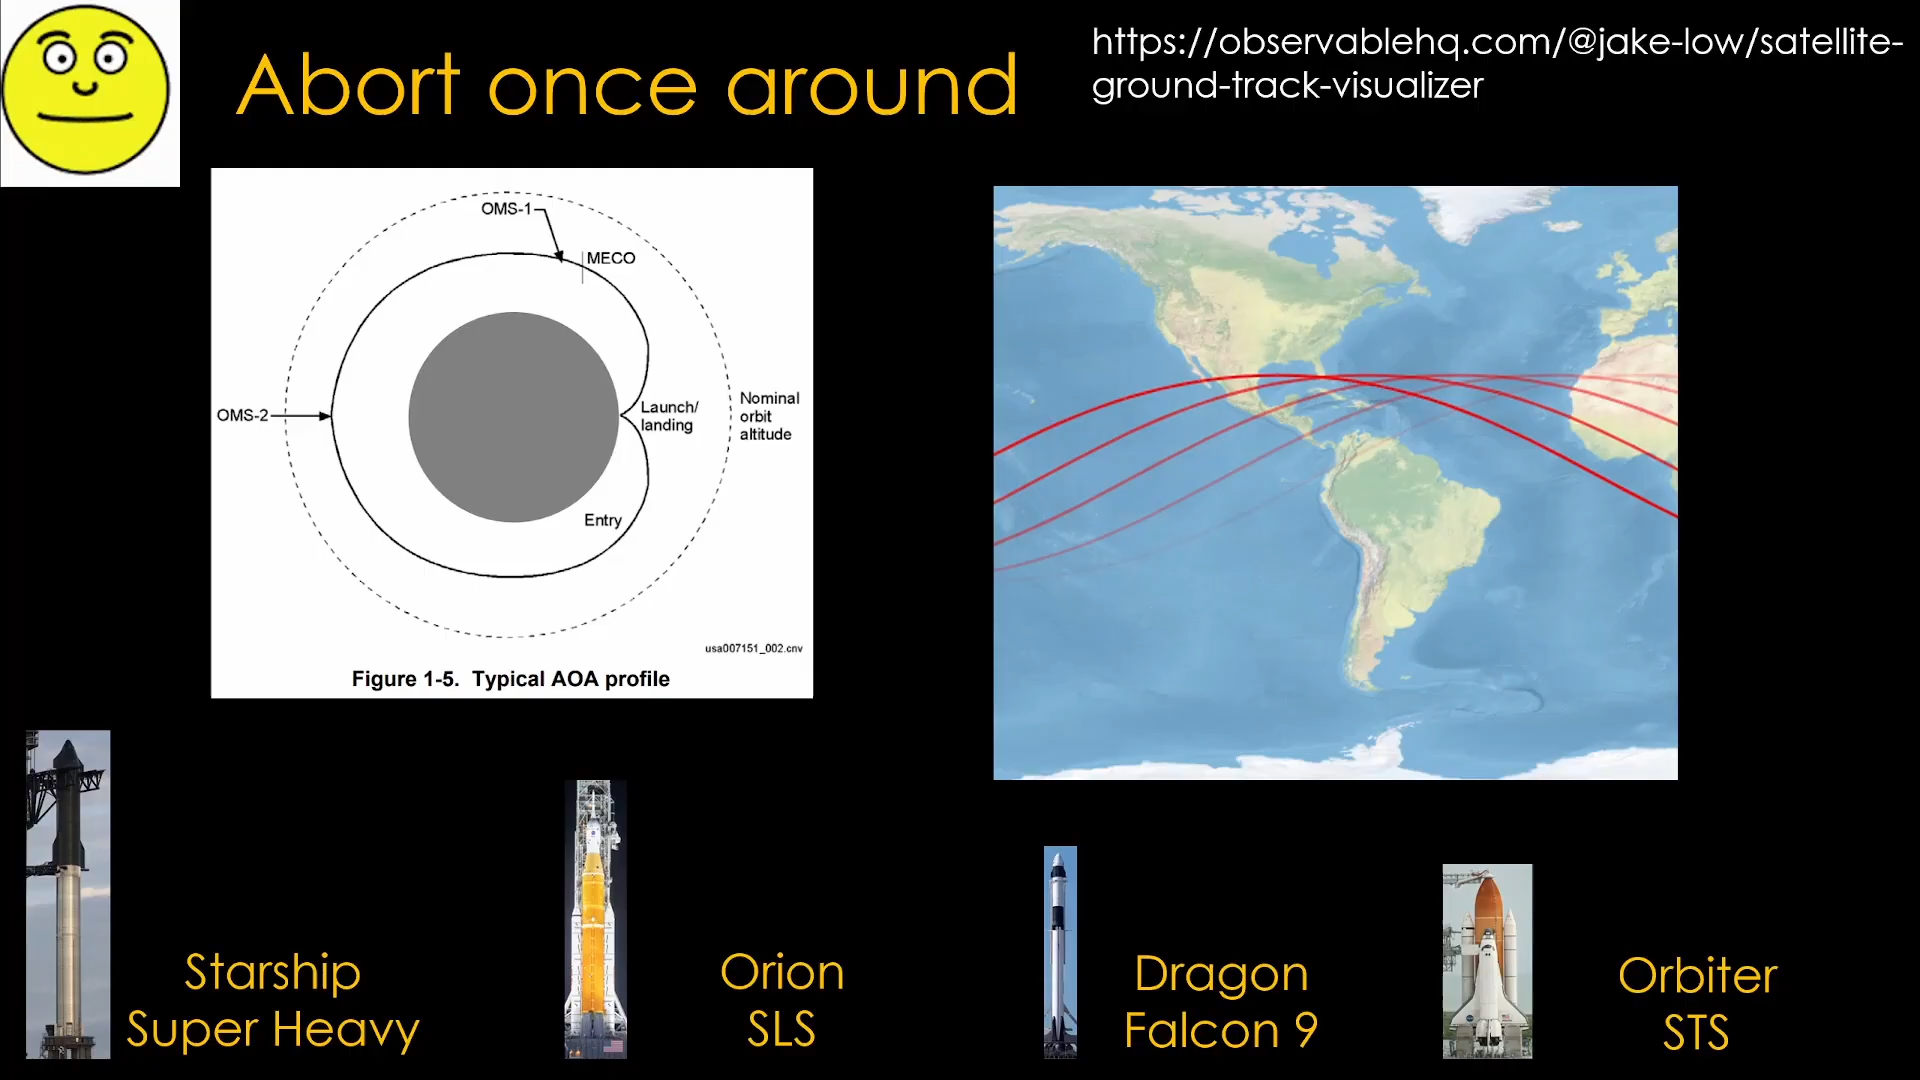 Abort once around
https://observablehq.com/@jake-low/satellite-
ground-track-visualizer
OMS-1
MECO
OMS-2
Launch/
landing
Nominal
orbit
altitude
Entry
usa007151_002.cnv
Figure 1-5. Typical AOA profile
Starship
Super Heavy
Orion
SLS
Dragon
Falcon 9
Orbiter
STS